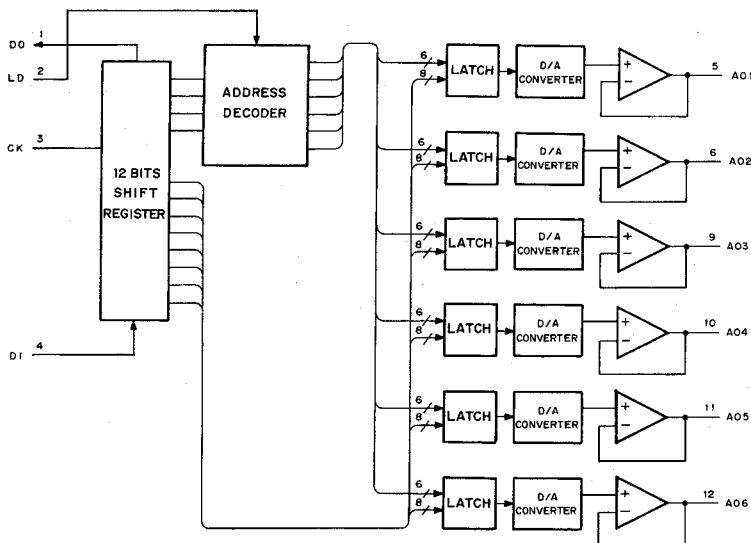 DO 1
LD 2
CK 3
DI 4
12 BITS
SHIFT
REGISTER
ADDRESS
DECODER
6
8
LATCH
D/A
CONVERTER
+
−
5 AO1
6
8
LATCH
D/A
CONVERTER
+
−
6 AO2
6
8
LATCH
D/A
CONVERTER
+
−
9 AO3
6
8
LATCH
D/A
CONVERTER
+
−
10 AO4
6
8
LATCH
D/A
CONVERTER
+
−
11 AO5
6
8
LATCH
D/A
CONVERTER
+
−
12 AO6